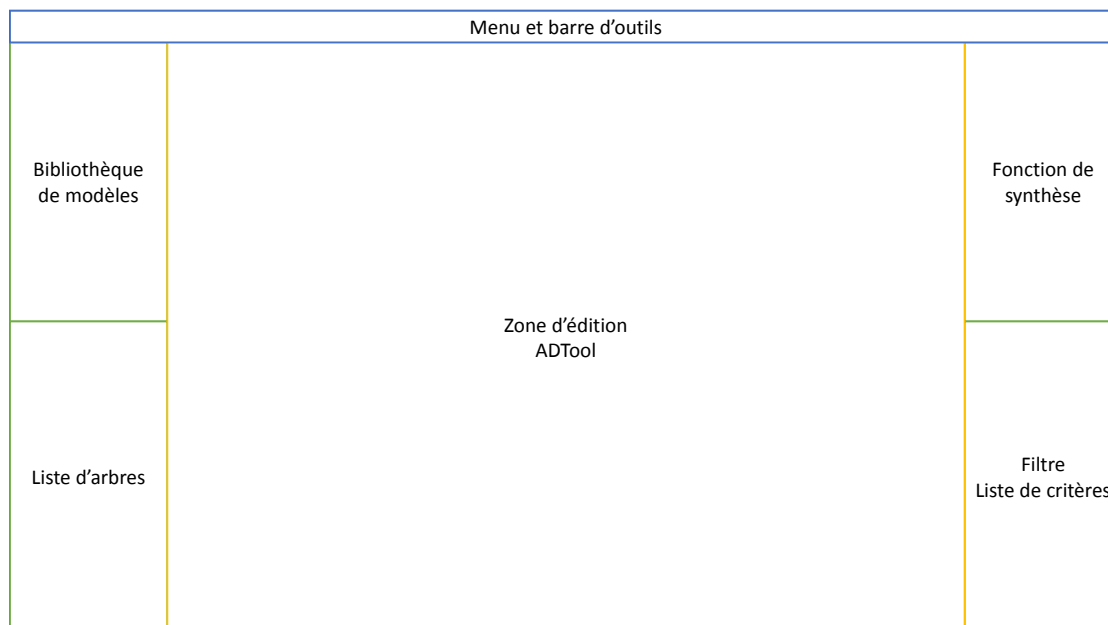 Menu et barre d’outils
Bibliothèque
de modèles
Fonction de
synthèse
Zone d’édition
ADTool
Liste d’arbres
Filtre
Liste de critères